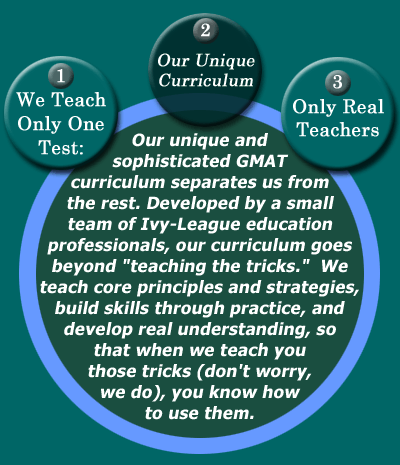 1
We Teach
Only One
Test:
2
Our Unique
Curriculum
3
Only Real
Teachers
Our unique and
sophisticated GMAT
curriculum separates us from
the rest. Developed by a small
team of Ivy-League education
professionals, our curriculum goes
beyond "teaching the tricks."  We
teach core principles and strategies,
build skills through practice, and
develop real understanding, so
that when we teach you
those tricks (don't worry,
we do), you know how
to use them.